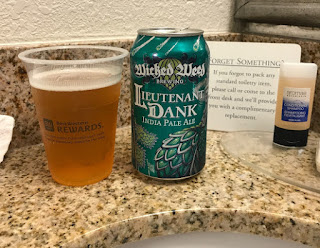 REWARDS
Wicked Weed
BREWING
LIEUTENANT
DANK
INDIA PALE ALE
FORGET SOMETHING?
If you forget to pack any
standard toiletry item,
please call or come to the
front desk and we'll provide
you with a complimentary
replacement.